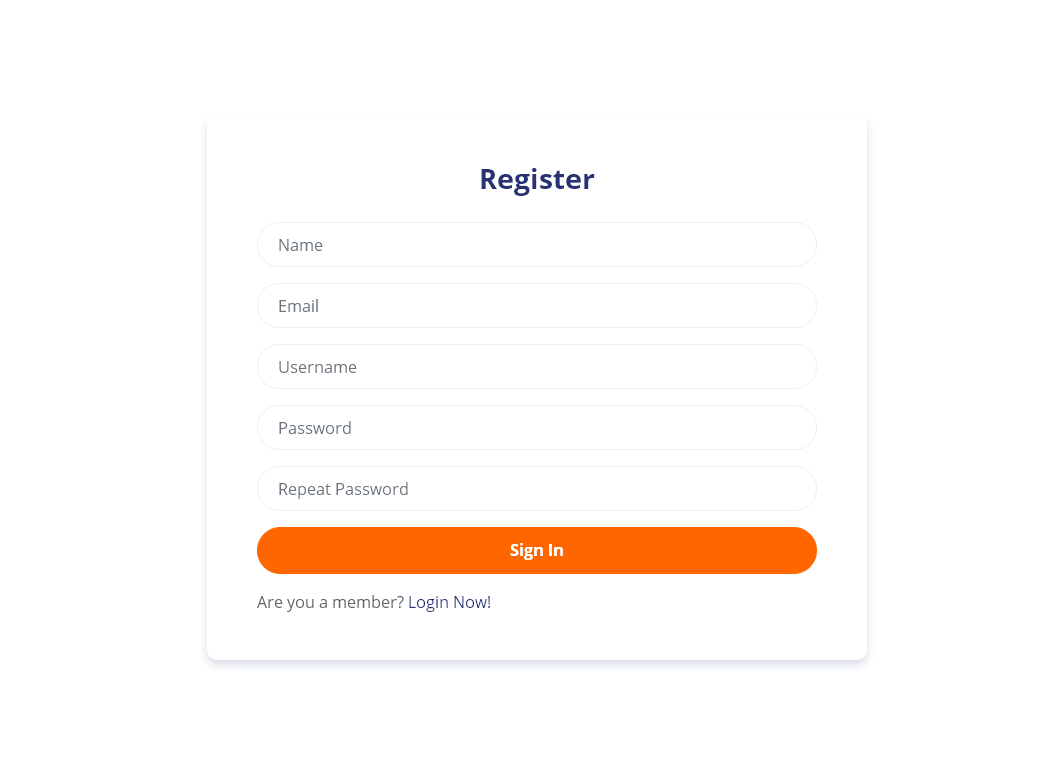 Register
Name
Email
Username
Password
Repeat Password
Sign In
Are you a member? Login Now!